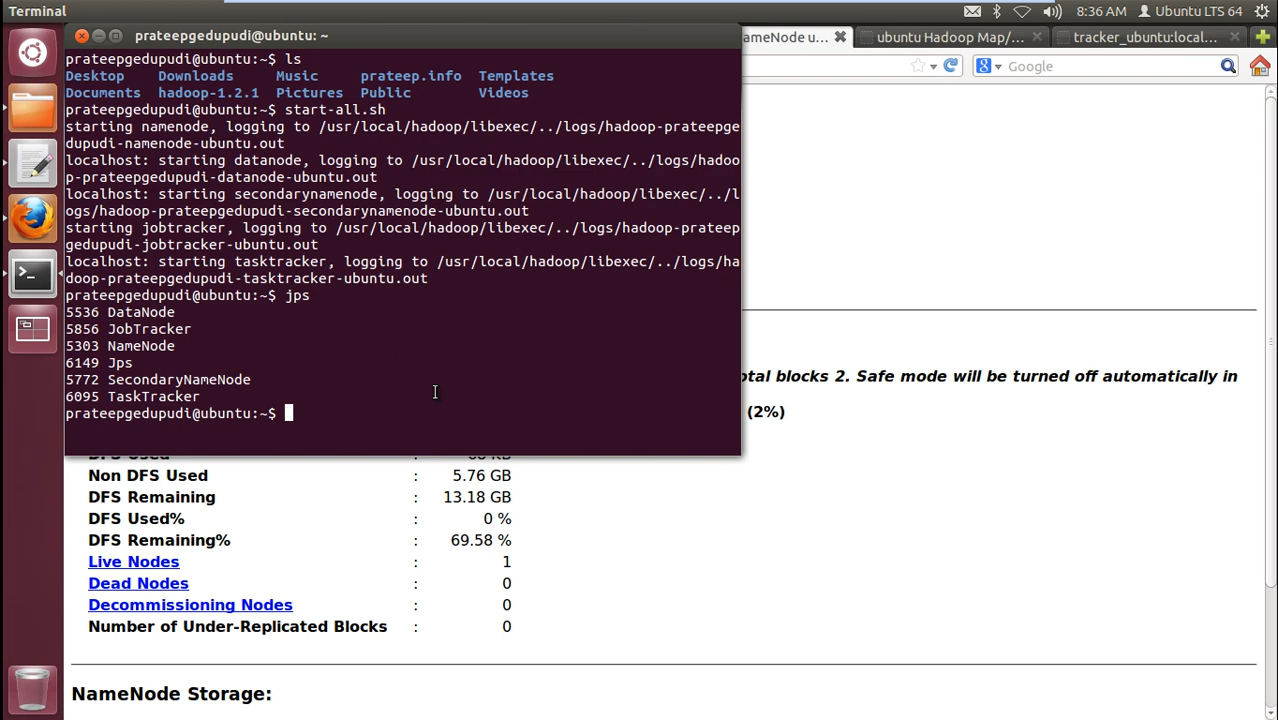 Terminal
8:36 AM Ubuntu LTS 64
prateepgedupudi@ubuntu: ~
ameNode u... ubuntu Hadoop Map/... tracker_ubuntu:local...
Google
prateepgedupudi@ubuntu:~$ ls
Desktop Downloads Music prateep.info Templates
Documents hadoop-1.2.1 Pictures Public Videos
prateepgedupudi@ubuntu:~$ start-all.sh
starting namenode, logging to /usr/local/hadoop/libexec/../logs/hadoop-prateepge
dupudi-namenode-ubuntu.out
localhost: starting datanode, logging to /usr/local/hadoop/libexec/../logs/hadoo
p-prateepgedupudi-datanode-ubuntu.out
localhost: starting secondarynamenode, logging to /usr/local/hadoop/libexec/../l
ogs/hadoop-prateepgedupudi-secondarynamenode-ubuntu.out
starting jobtracker, logging to /usr/local/hadoop/libexec/../logs/hadoop-prateep
gedupudi-jobtracker-ubuntu.out
localhost: starting tasktracker, logging to /usr/local/hadoop/libexec/../logs/ha
doop-prateepgedupudi-tasktracker-ubuntu.out
prateepgedupudi@ubuntu:~$ jps
5536 DataNode
5856 JobTracker
5303 NameNode
6149 Jps
5772 SecondaryNameNode
6095 TaskTracker
prateepgedupudi@ubuntu:~$
otal blocks 2. Safe mode will be turned off automatically in
(2%)
Non DFS Used : 5.76 GB
DFS Remaining : 13.18 GB
DFS Used% : 0 %
DFS Remaining% : 69.58 %
Live Nodes : 1
Dead Nodes : 0
Decommissioning Nodes : 0
Number of Under-Replicated Blocks : 0
NameNode Storage: